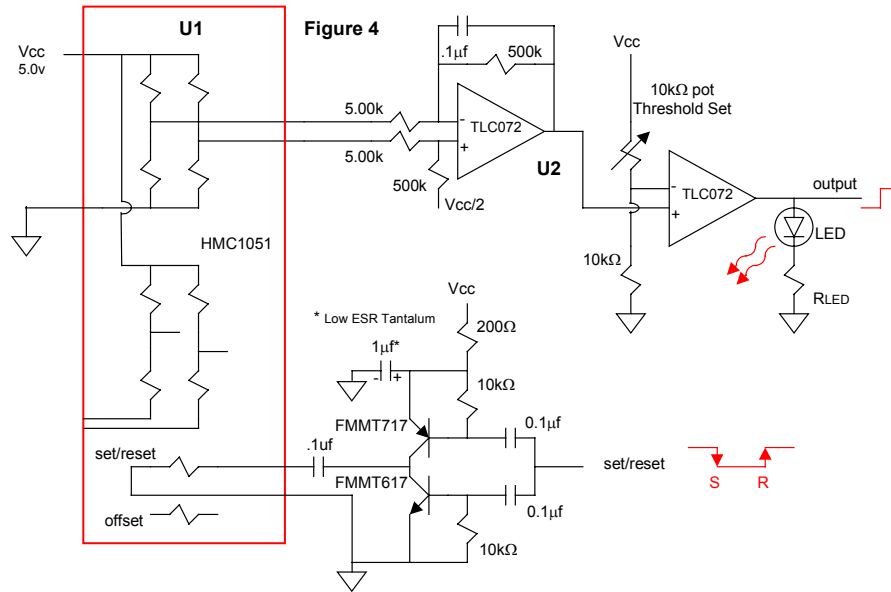 U1
Figure 4
Vcc
5.0v
.1µf
500k
5.00k
-
TLC072
+
5.00k
500k
Vcc/2
U2
Vcc
10kΩ pot
Threshold Set
-
TLC072
+
output
10kΩ
LED
RLED
HMC1051
Vcc
* Low ESR Tantalum
200Ω
1µf*
- +
10kΩ
FMMT717
0.1µf
set/reset
.1uf
FMMT617
set/reset
S R
0.1µf
offset
10kΩ